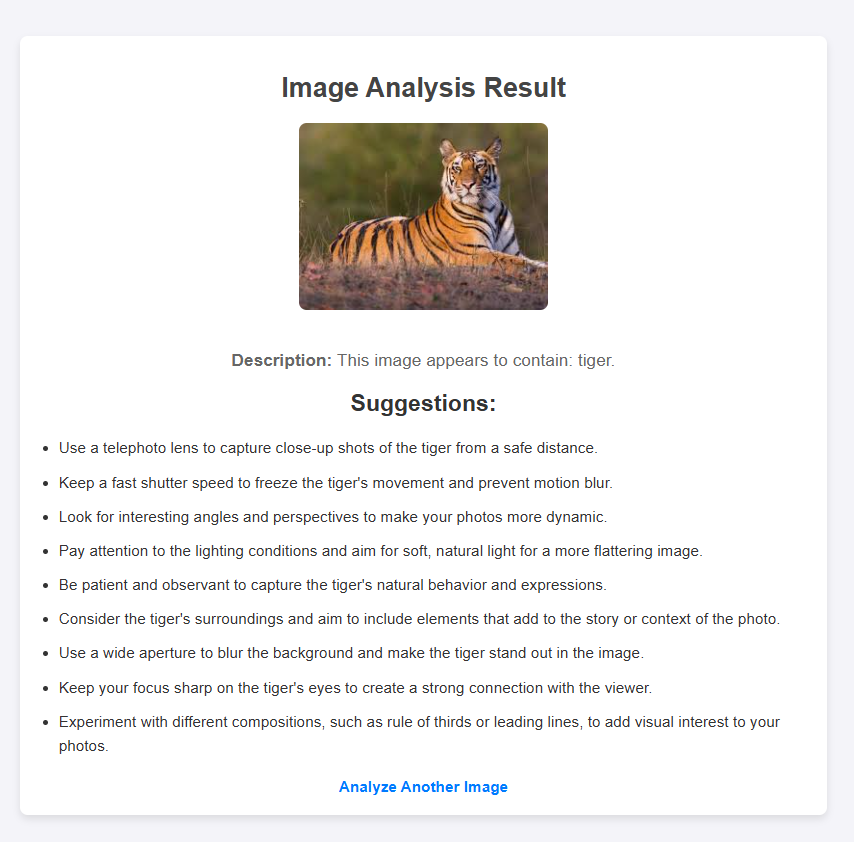 Image Analysis Result
Description: This image appears to contain: tiger.
Suggestions:
• Use a telephoto lens to capture close-up shots of the tiger from a safe distance.
• Keep a fast shutter speed to freeze the tiger's movement and prevent motion blur.
• Look for interesting angles and perspectives to make your photos more dynamic.
• Pay attention to the lighting conditions and aim for soft, natural light for a more flattering image.
• Be patient and observant to capture the tiger's natural behavior and expressions.
• Consider the tiger's surroundings and aim to include elements that add to the story or context of the photo.
• Use a wide aperture to blur the background and make the tiger stand out in the image.
• Keep your focus sharp on the tiger's eyes to create a strong connection with the viewer.
• Experiment with different compositions, such as rule of thirds or leading lines, to add visual interest to your
photos.
Analyze Another Image